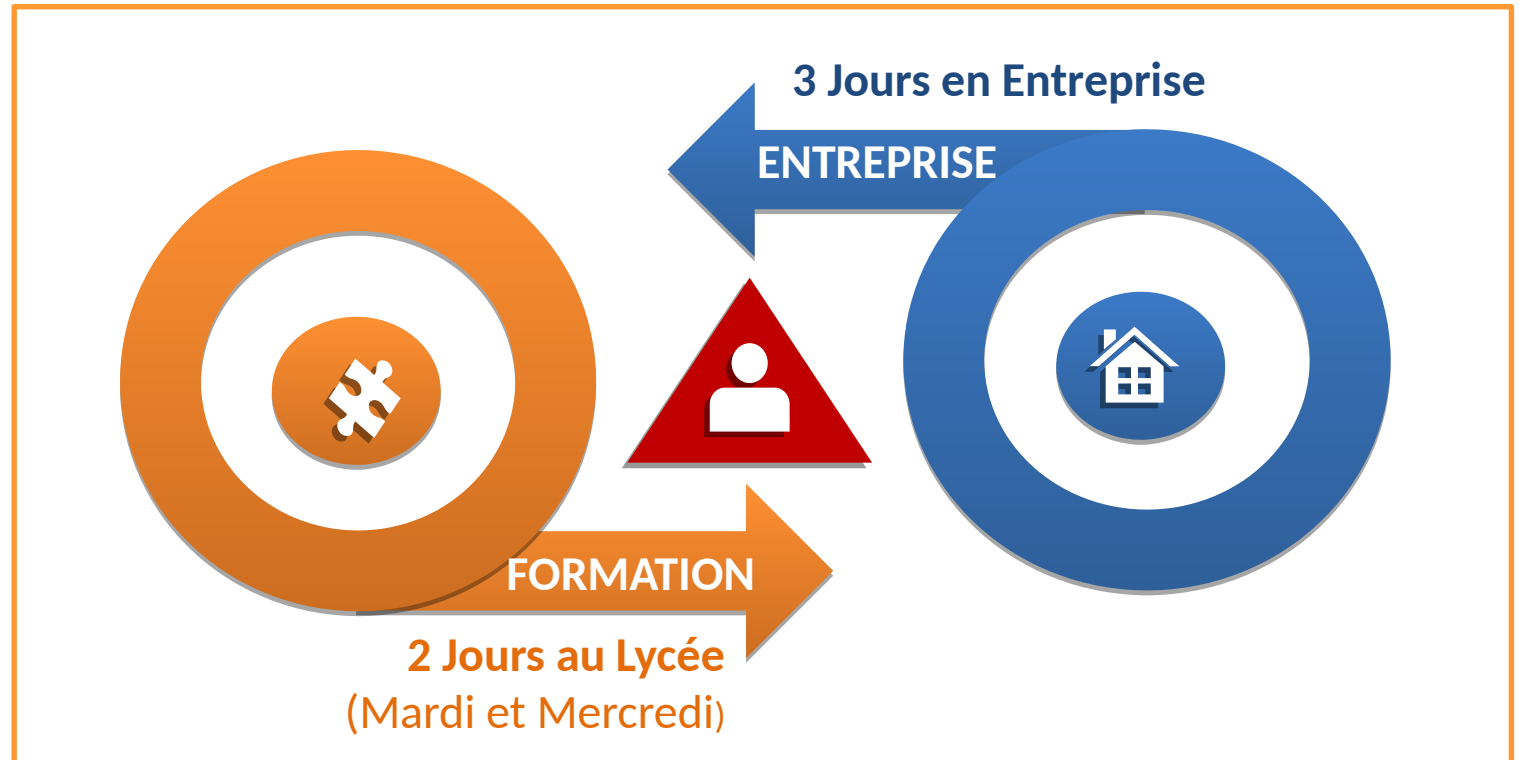 3 Jours en Entreprise
ENTREPRISE
FORMATION
2 Jours au Lycée
(Mardi et Mercredi)